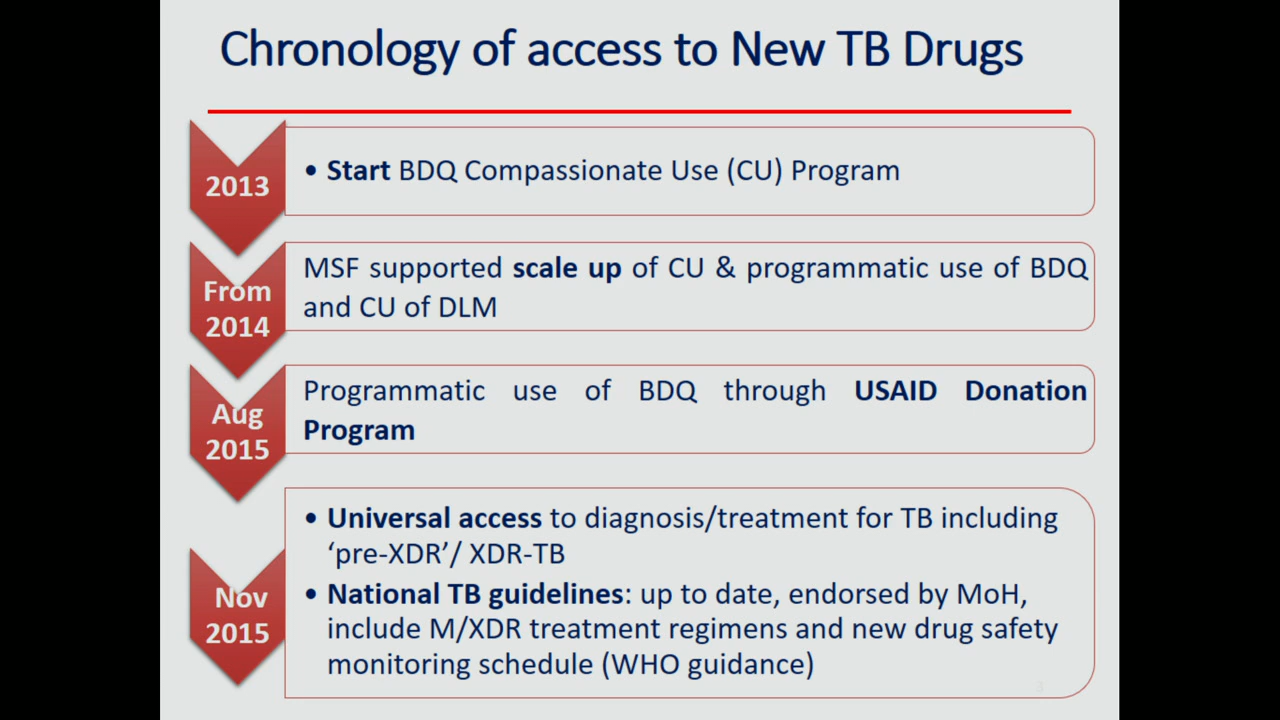 Chronology of access to New TB Drugs
2013
• Start BDQ Compassionate Use (CU) Program
From
2014
MSF supported scale up of CU & programmatic use of BDQ
and CU of DLM
Aug
2015
Programmatic use of BDQ through USAID Donation
Program
Nov
2015
• Universal access to diagnosis/treatment for TB including
‘pre-XDR’/ XDR-TB
• National TB guidelines: up to date, endorsed by MoH,
include M/XDR treatment regimens and new drug safety
monitoring schedule (WHO guidance)
3